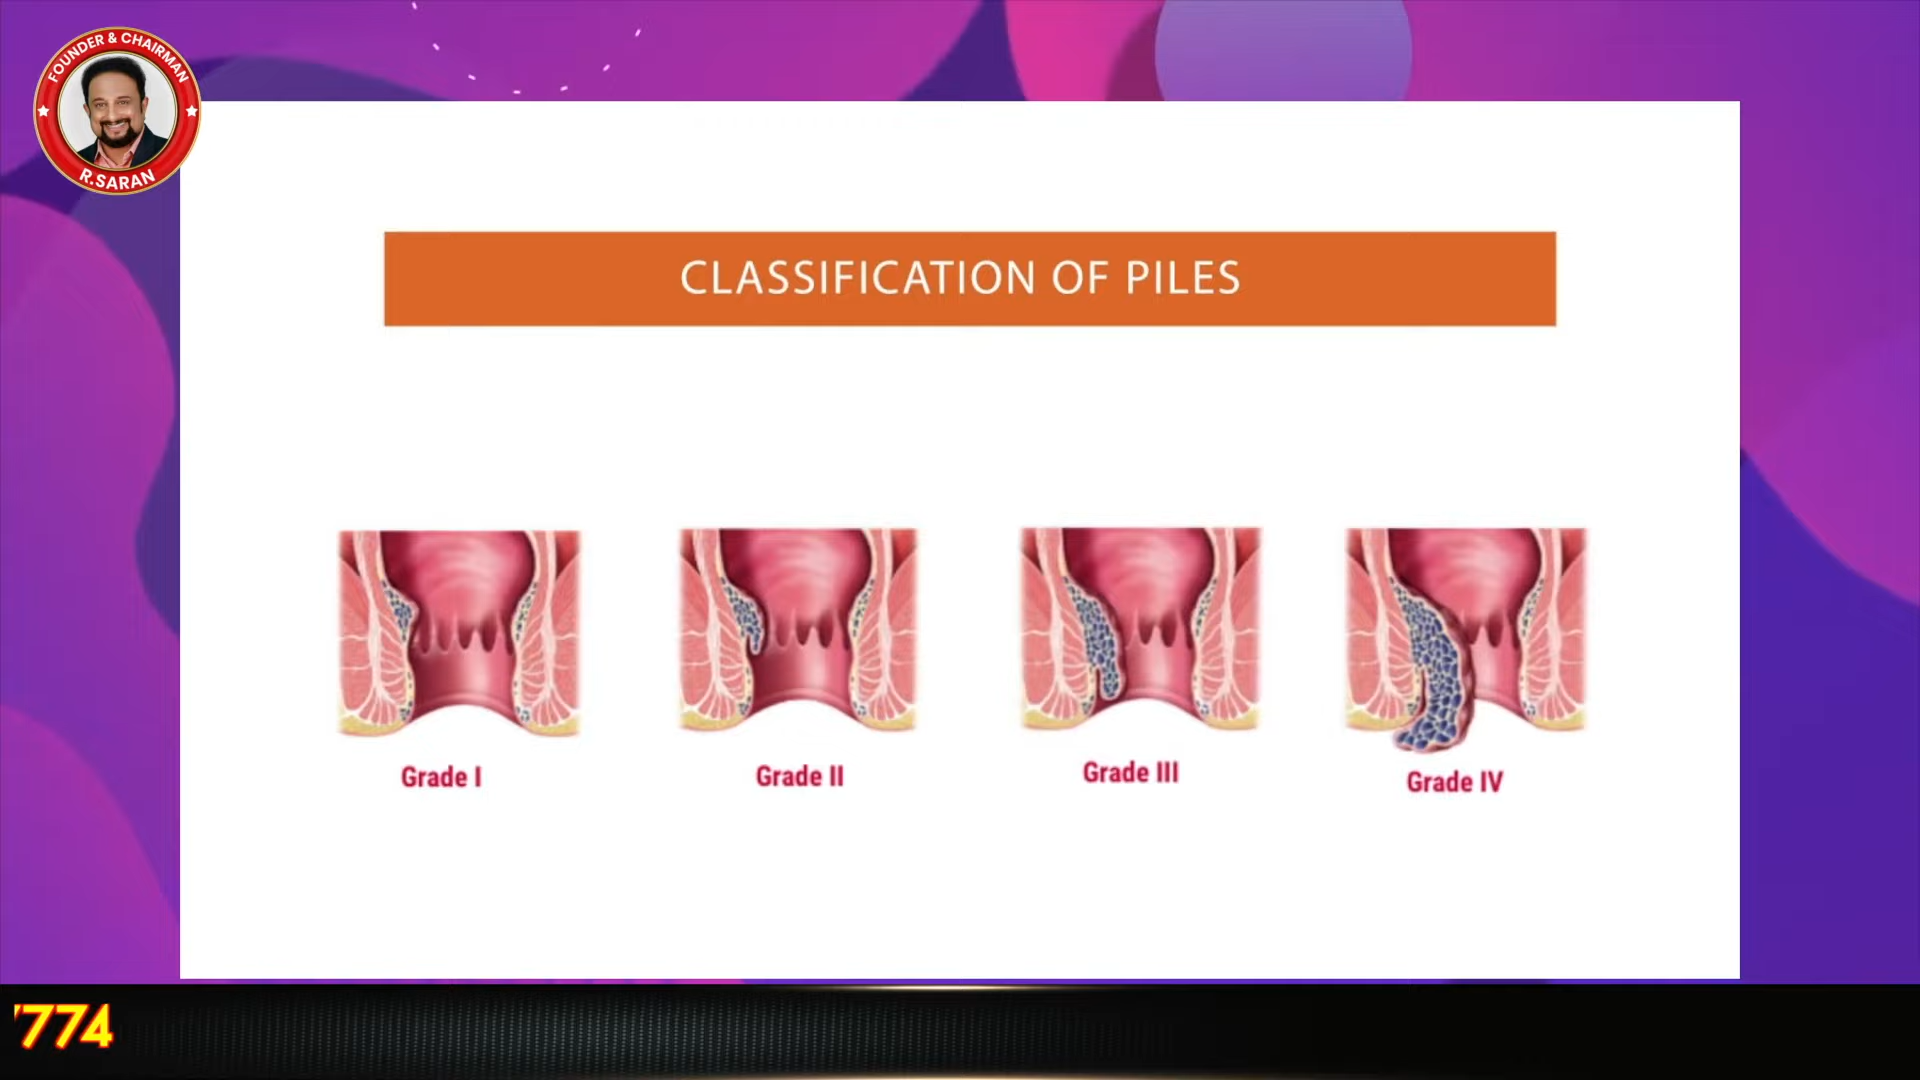 FOUNDER & CHAIRMAN
R.SARAN
CLASSIFICATION OF PILES
Grade I
Grade II
Grade III
Grade IV
774